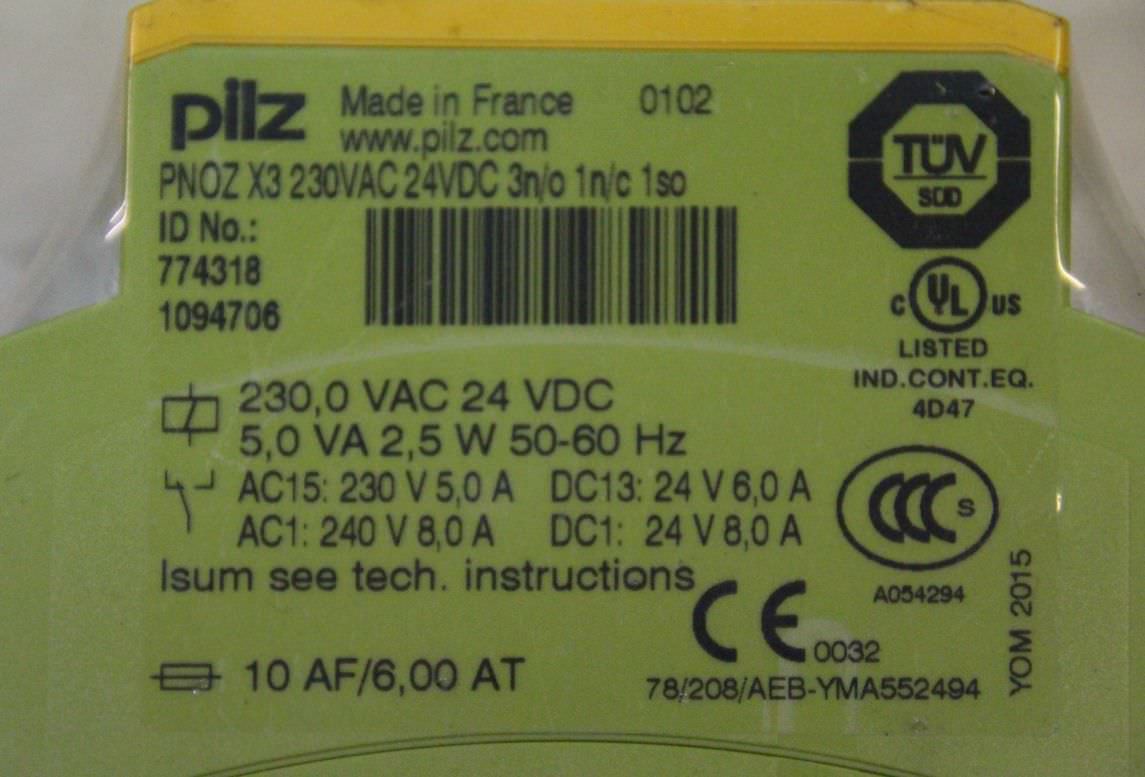 pilz Made in France 0102
www.pilz.com
PNOZ X3 230VAC 24VDC 3n/o 1n/c 1so
ID No.:
774318
1094706
TÜV
SÜD
C UL US
LISTED
IND.CONT.EQ.
4D47
230,0 VAC 24 VDC
5,0 VA 2,5 W 50-60 Hz
AC15: 230 V 5,0 A DC13: 24 V 6,0 A
AC1: 240 V 8,0 A DC1: 24 V 8,0 A
Isum see tech. instructions
CCC S
A054294
CE 0032
10 AF/6,00 AT
78/208/AEB-YMA552494
YOM 2015